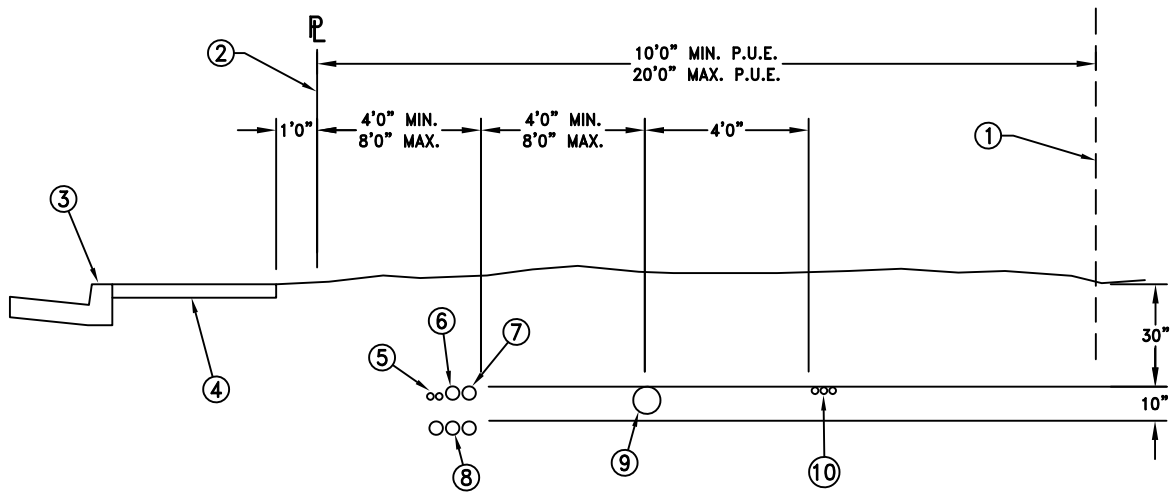 PL
10'0" MIN. P.U.E.
20'0" MAX. P.U.E.
1'0"
4'0" MIN.
8'0" MAX.
4'0" MIN.
8'0" MAX.
4'0"
2
1
3
4
5
6
7
8
9
10
30"
10"